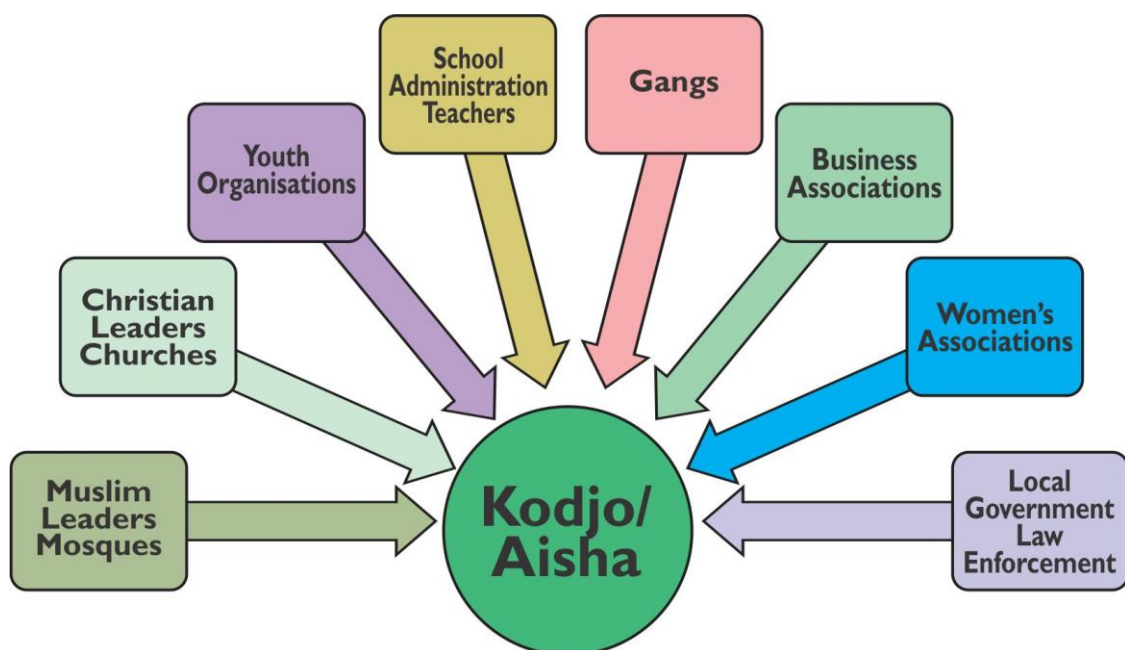 School
Administration
Teachers
Gangs
Youth
Organisations
Business
Associations
Christian
Leaders
Churches
Women's
Associations
Muslim
Leaders
Mosques
Kodjo/
Aisha
Local
Government
Law
Enforcement